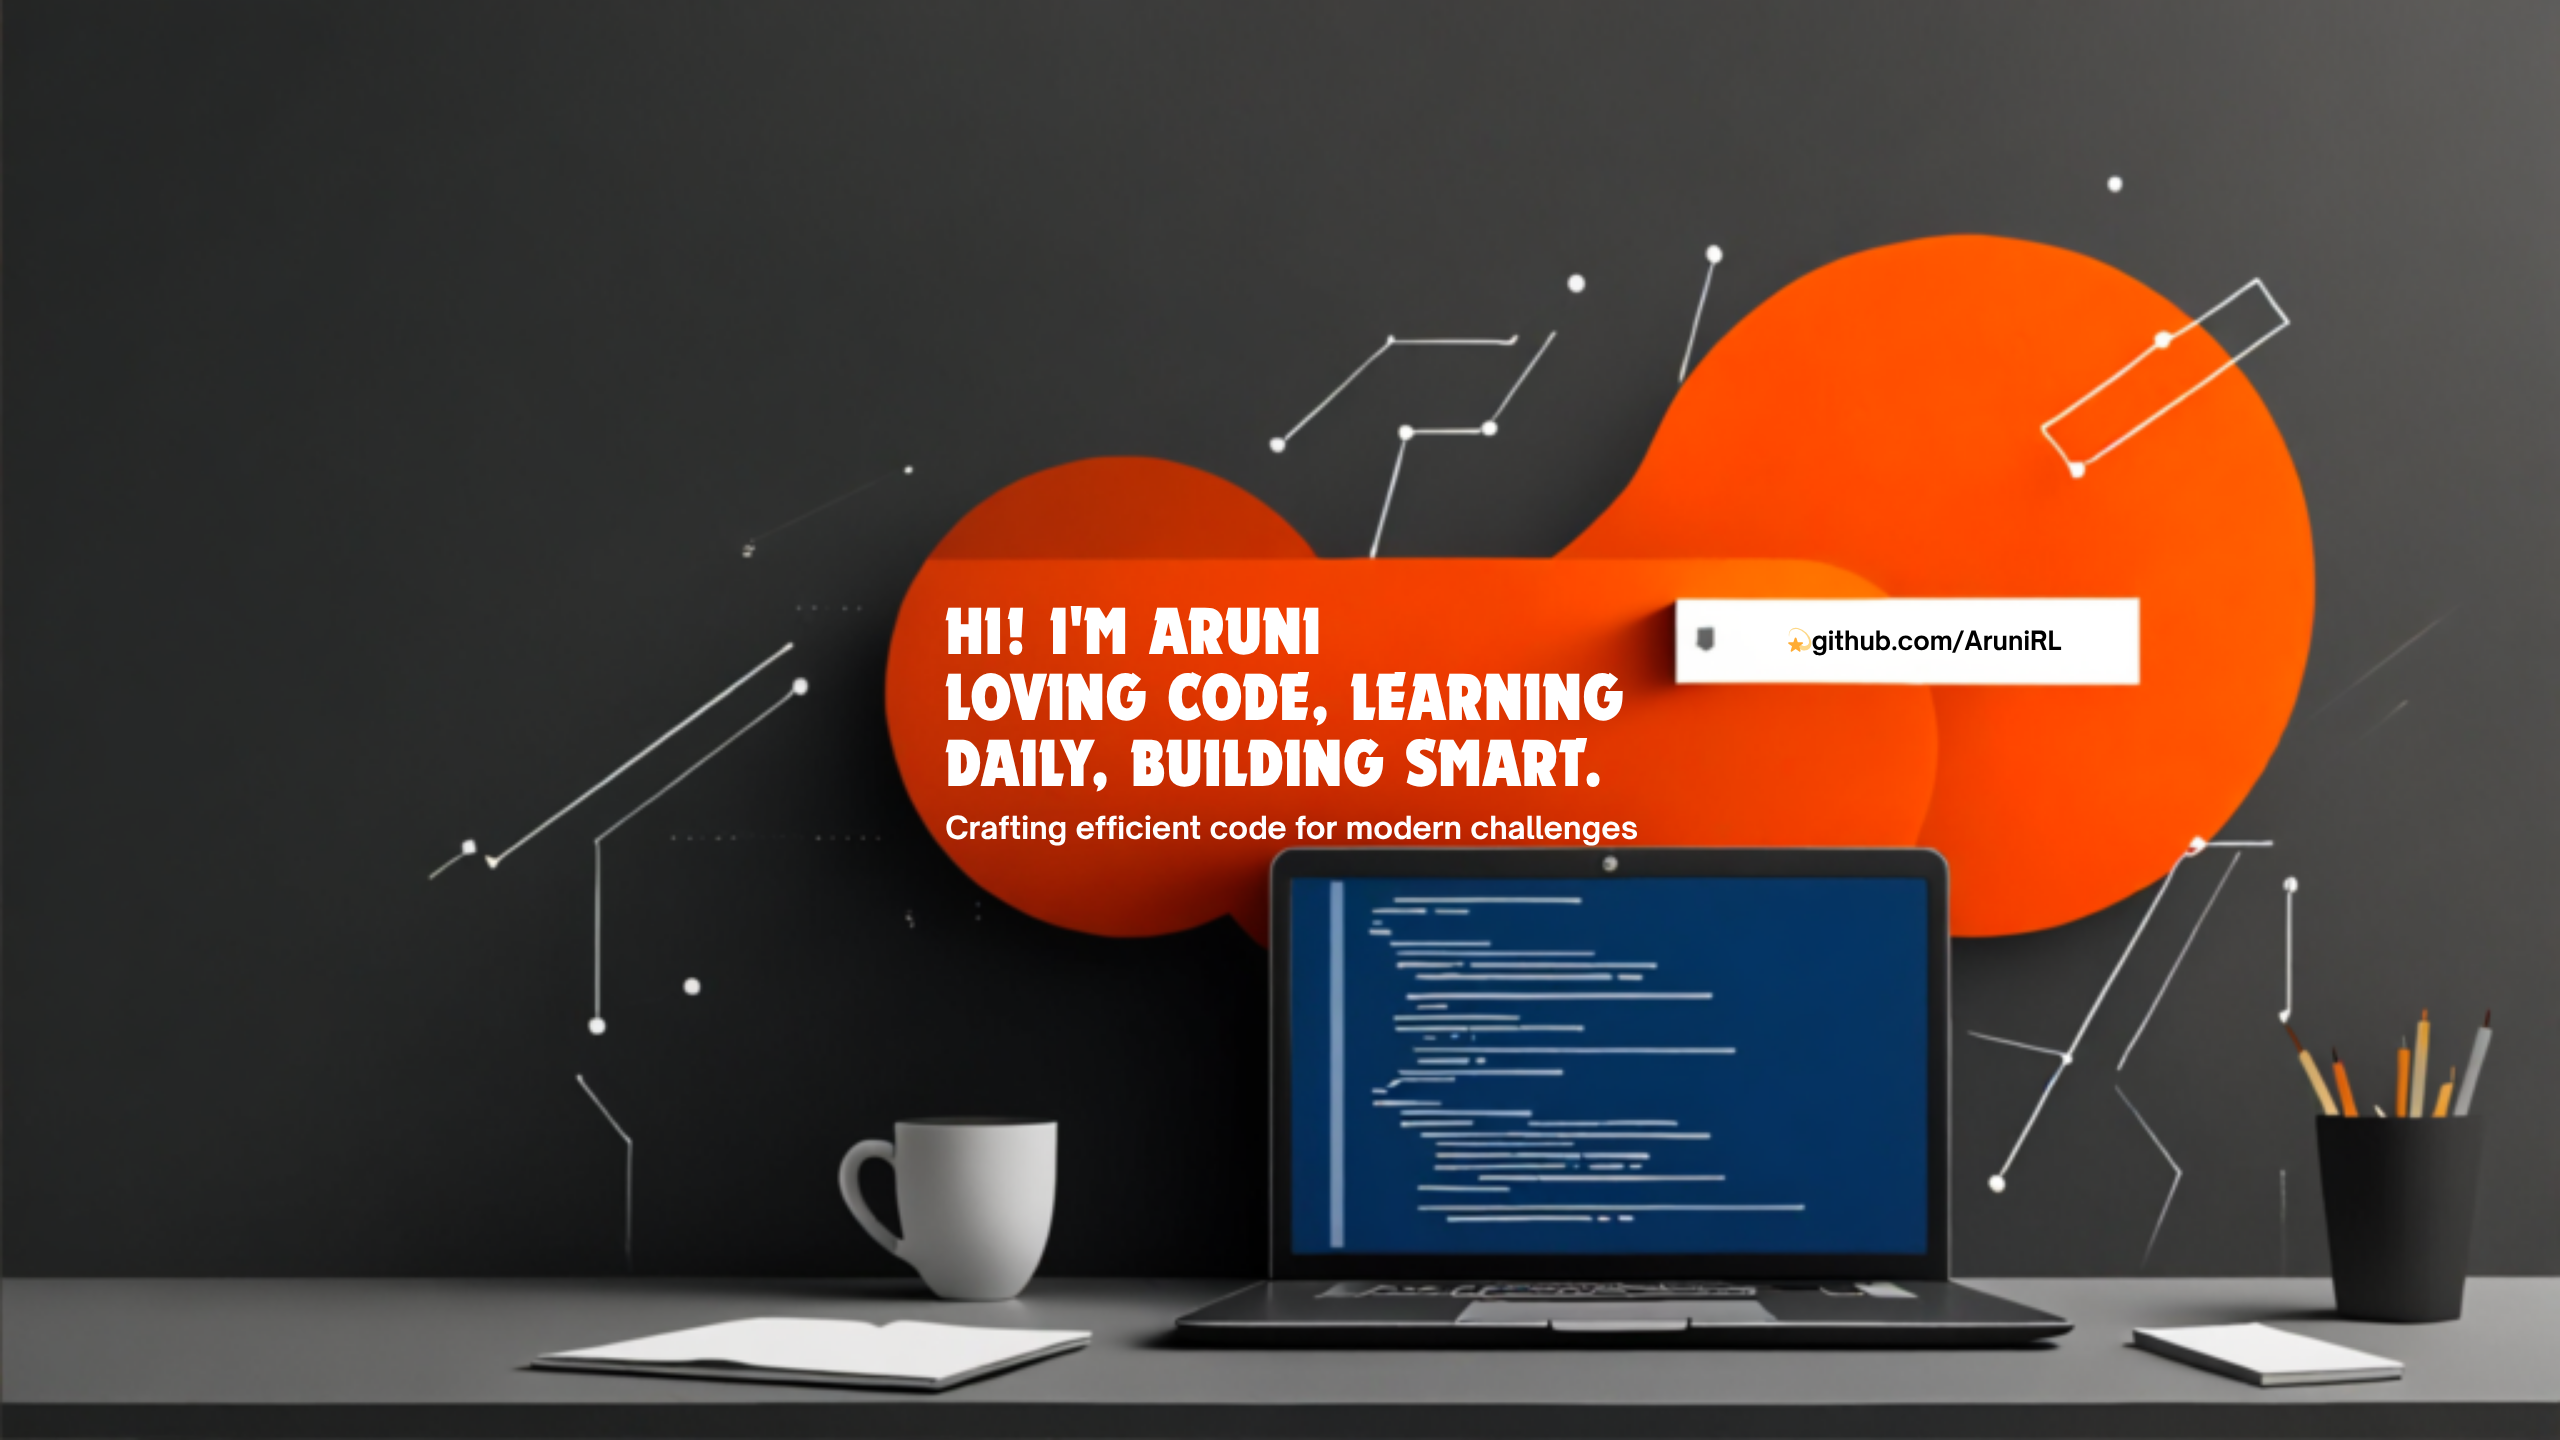 HI! I'M ARUNI
LOVING CODE, LEARNING
DAILY, BUILDING SMART.
Crafting efficient code for modern challenges
github.com/AruniRL